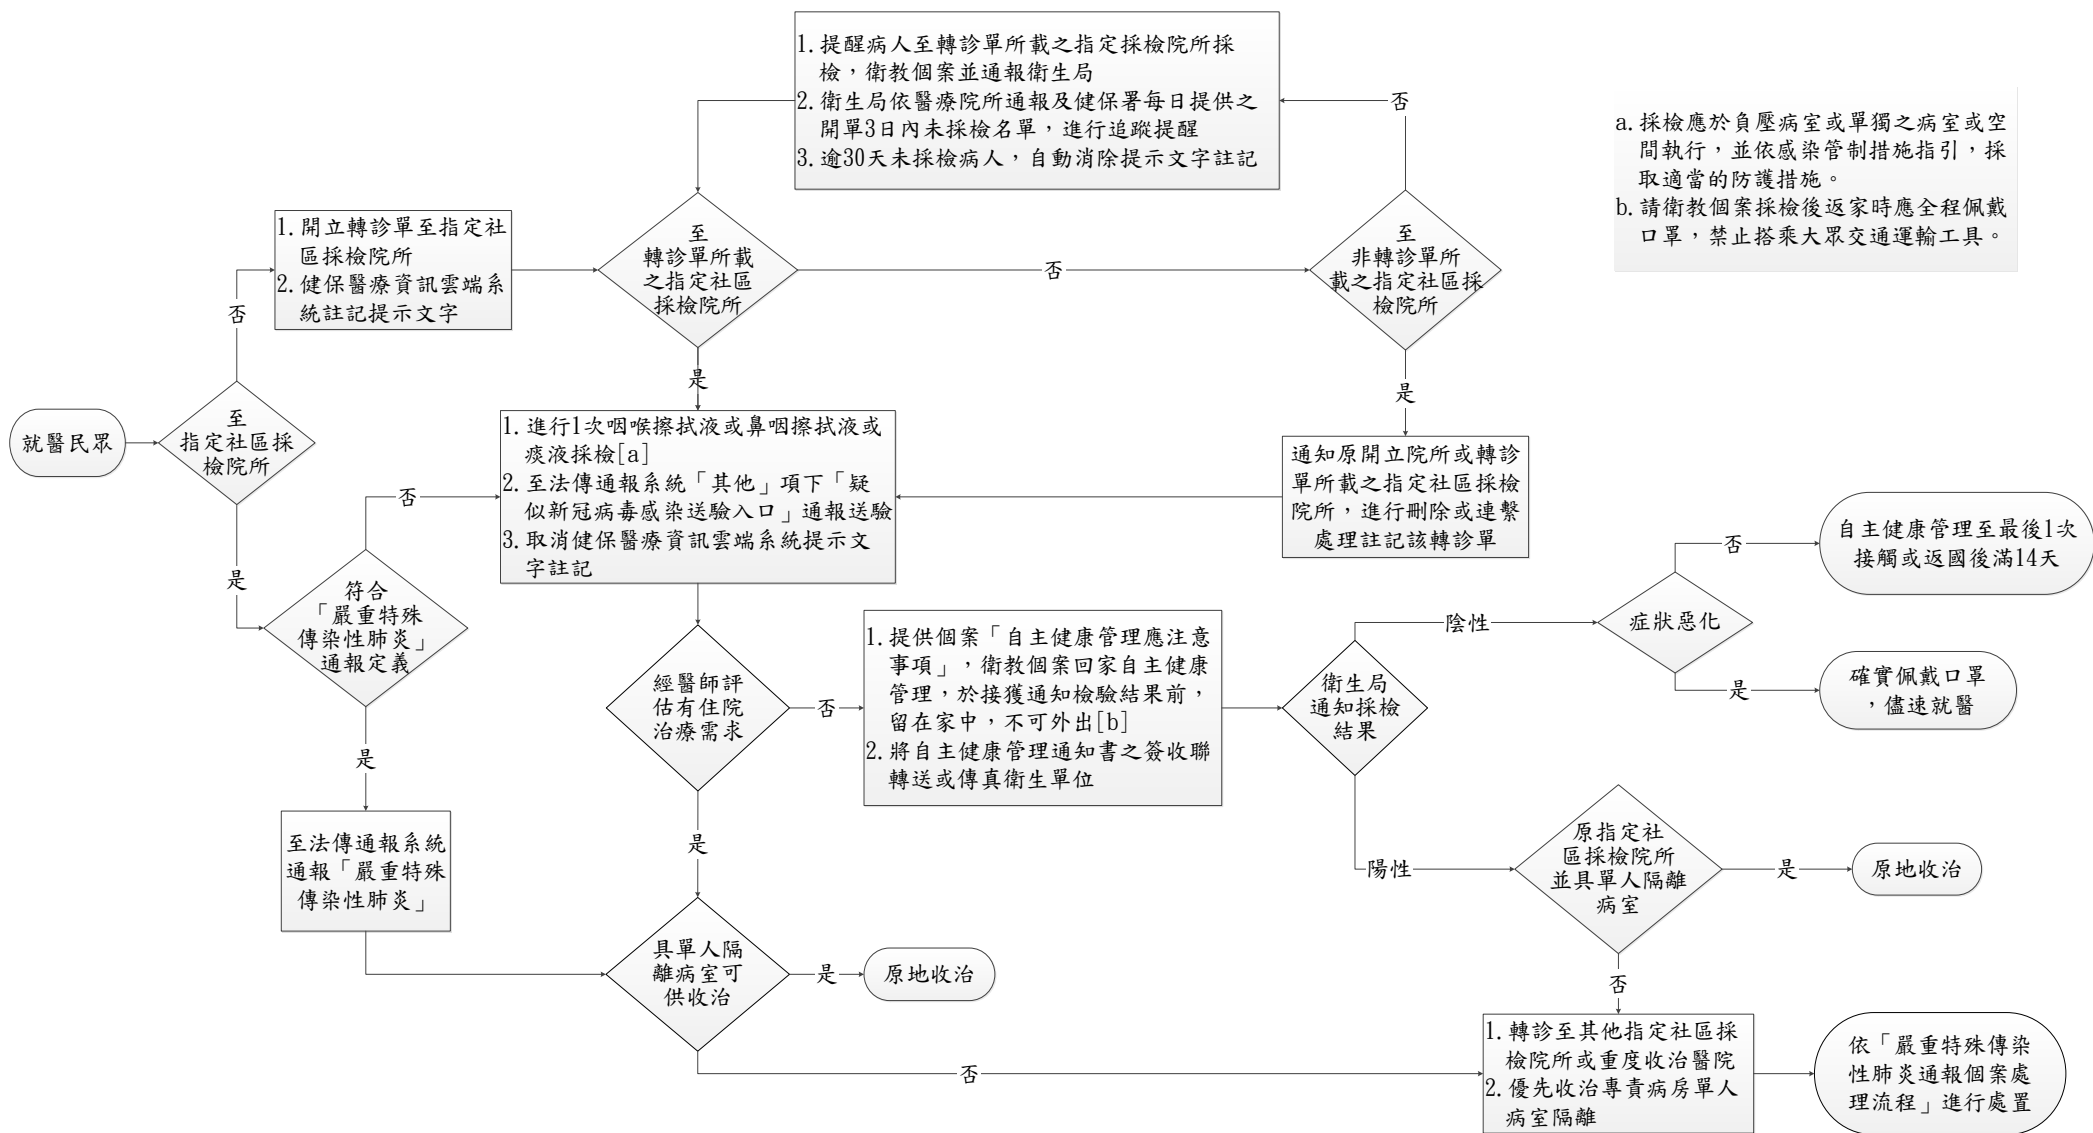 就醫民眾
至
指定社區採
檢院所
否
是
1. 開立轉診單至指定社
區採檢院所
2. 健保醫療資訊雲端系
統註記提示文字
1. 提醒病人至轉診單所載之指定採檢院所採
檢，衛教個案並通報衛生局
2. 衛生局依醫療院所通報及健保署每日提供之
開單3日內未採檢名單，進行追蹤提醒
3. 逾30天未採檢病人，自動消除提示文字註記
至
轉診單所載
之指定社區
採檢院所
否
是
至
非轉診單所
載之指定社區採
檢院所
否
是
a. 採檢應於負壓病室或單獨之病室或空
間執行，並依感染管制措施指引，採
取適當的防護措施。
b. 請衛教個案採檢後返家時應全程佩戴
口罩，禁止搭乘大眾交通運輸工具。
符合
「嚴重特殊
傳染性肺炎」
通報定義
否
是
1. 進行1次咽喉擦拭液或鼻咽擦拭液或
痰液採檢[a]
2. 至法傳通報系統「其他」項下「疑
似新冠病毒感染送驗入口」通報送驗
3. 取消健保醫療資訊雲端系統提示文
字註記
通知原開立院所或轉診
單所載之指定社區採檢
院所，進行刪除或連繫
處理註記該轉診單
至法傳通報系統
通報「嚴重特殊
傳染性肺炎」
經醫師評
估有住院
治療需求
否
是
1. 提供個案「自主健康管理應注意
事項」，衛教個案回家自主健康
管理，於接獲通知檢驗結果前，
留在家中，不可外出[b]
2. 將自主健康管理通知書之簽收聯
轉送或傳真衛生單位
衛生局
通知採檢
結果
陰性
陽性
症狀惡化
否
是
自主健康管理至最後1次
接觸或返國後滿14天
確實佩戴口罩
，儘速就醫
原指定社
區採檢院所
並具單人隔離
病室
是
否
原地收治
具單人隔
離病室可
供收治
是
否
原地收治
1. 轉診至其他指定社區採
檢院所或重度收治醫院
2. 優先收治專責病房單人
病室隔離
依「嚴重特殊傳染
性肺炎通報個案處
理流程」進行處置